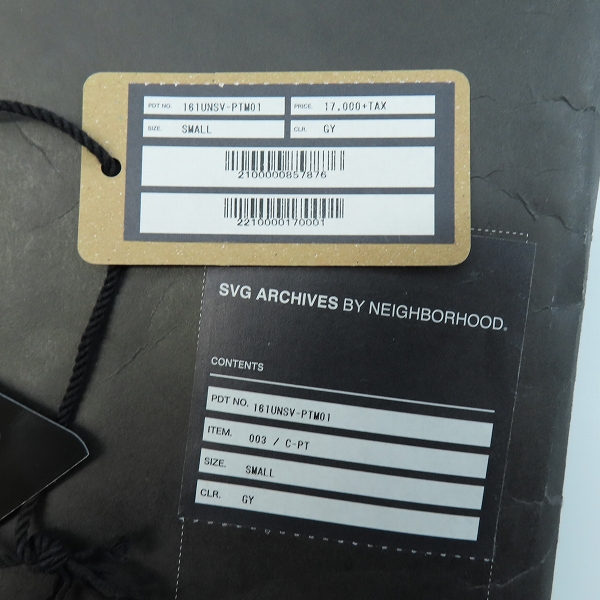 PDT NO. 161UNSV-PTM01 PRICE. 17,000+TAX
SIZE. SMALL CLR. GY
2100000857876
2210000170001
SVG ARCHIVES BY NEIGHBORHOOD®
CONTENTS
PDT NO. 161UNSV-PTM01
ITEM. 003 / C-PT
SIZE. SMALL
CLR. GY